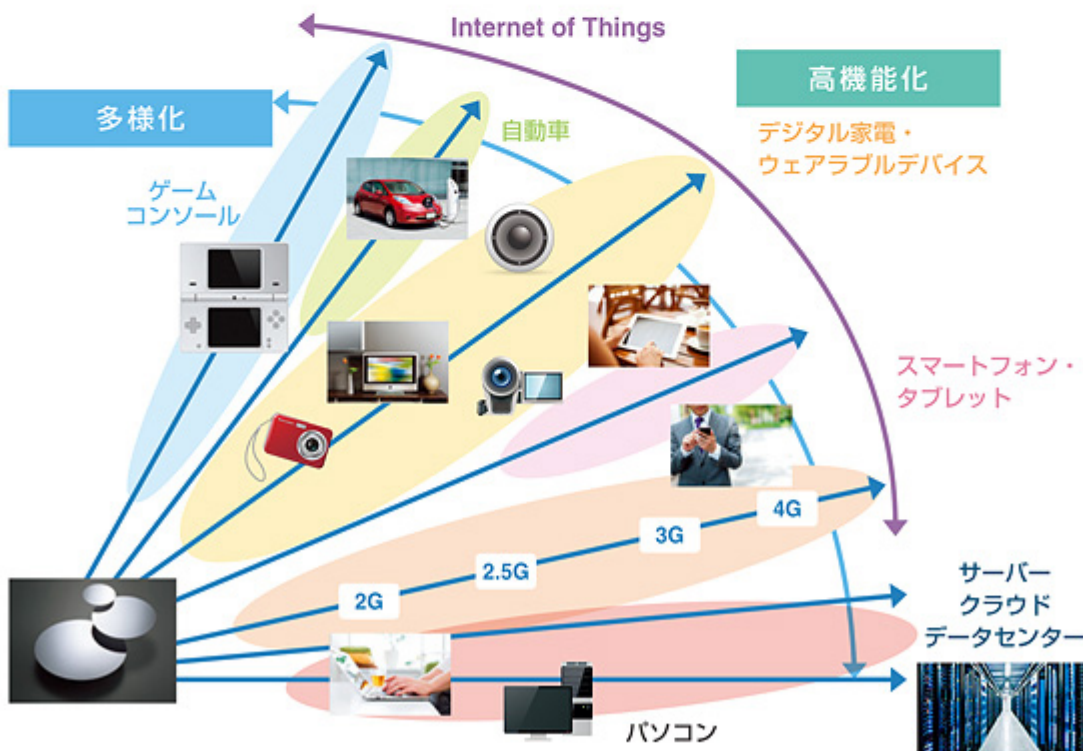 Internet of Things
高機能化
多様化
デジタル家電・
ウェアラブルデバイス
自動車
ゲーム
コンソール
スマートフォン・
タブレット
4G
3G
2.5G
2G
サーバー
クラウド
データセンター
パソコン